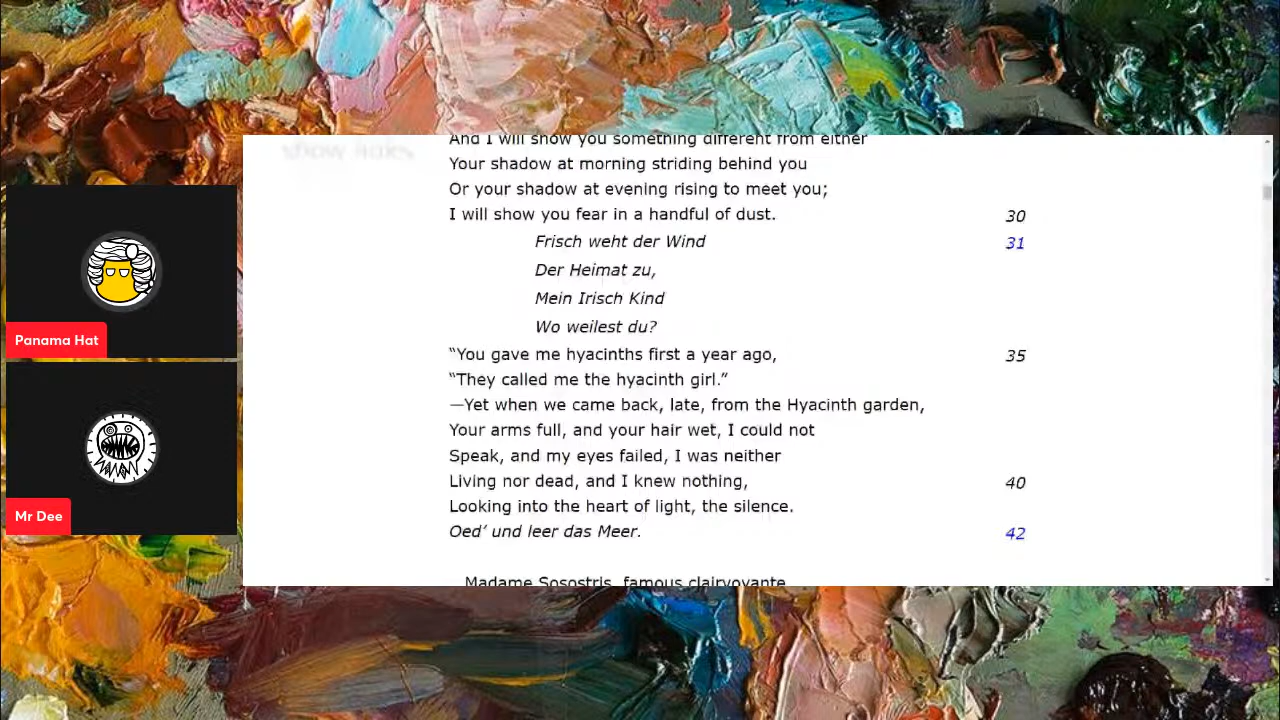 And I will show you something different from either
Your shadow at morning striding behind you
Or your shadow at evening rising to meet you;
I will show you fear in a handful of dust. 30
Frisch weht der Wind 31
Der Heimat zu,
Mein Irisch Kind
Wo weilest du?
“You gave me hyacinths first a year ago, 35
“They called me the hyacinth girl.”
—Yet when we came back, late, from the Hyacinth garden,
Your arms full, and your hair wet, I could not
Speak, and my eyes failed, I was neither
Living nor dead, and I knew nothing, 40
Looking into the heart of light, the silence.
Oed’ und leer das Meer. 42
Madame Sosostris, famous clairvoyante
Panama Hat
Mr Dee